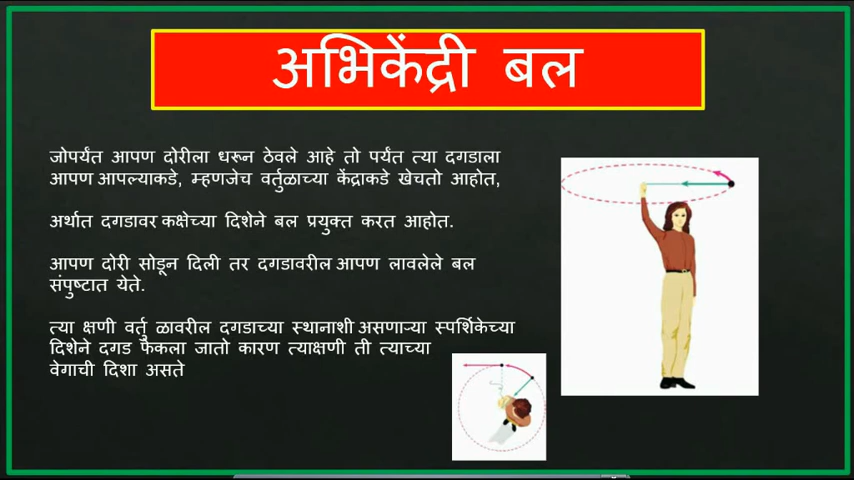 अभिकेंद्री बल
जोपर्यंत आपण दोरीला धरून ठेवले आहे तो पर्यंत त्या दगडाला
आपण आपल्याकडे, म्हणजेच वर्तुळाच्या केंद्राकडे खेचतो आहोत,
अर्थात दगडावर कक्षेच्या दिशेने बल प्रयुक्त करत आहोत.
आपण दोरी सोडून दिली तर दगडावरील आपण लावलेले बल
संपुष्टात येते.
त्या क्षणी वर्तु ळावरील दगडाच्या स्थानाशी असणाऱ्या स्पर्शिकेच्या
दिशेने दगड फेकला जातो कारण त्याक्षणी ती त्याच्या
वेगाची दिशा असते